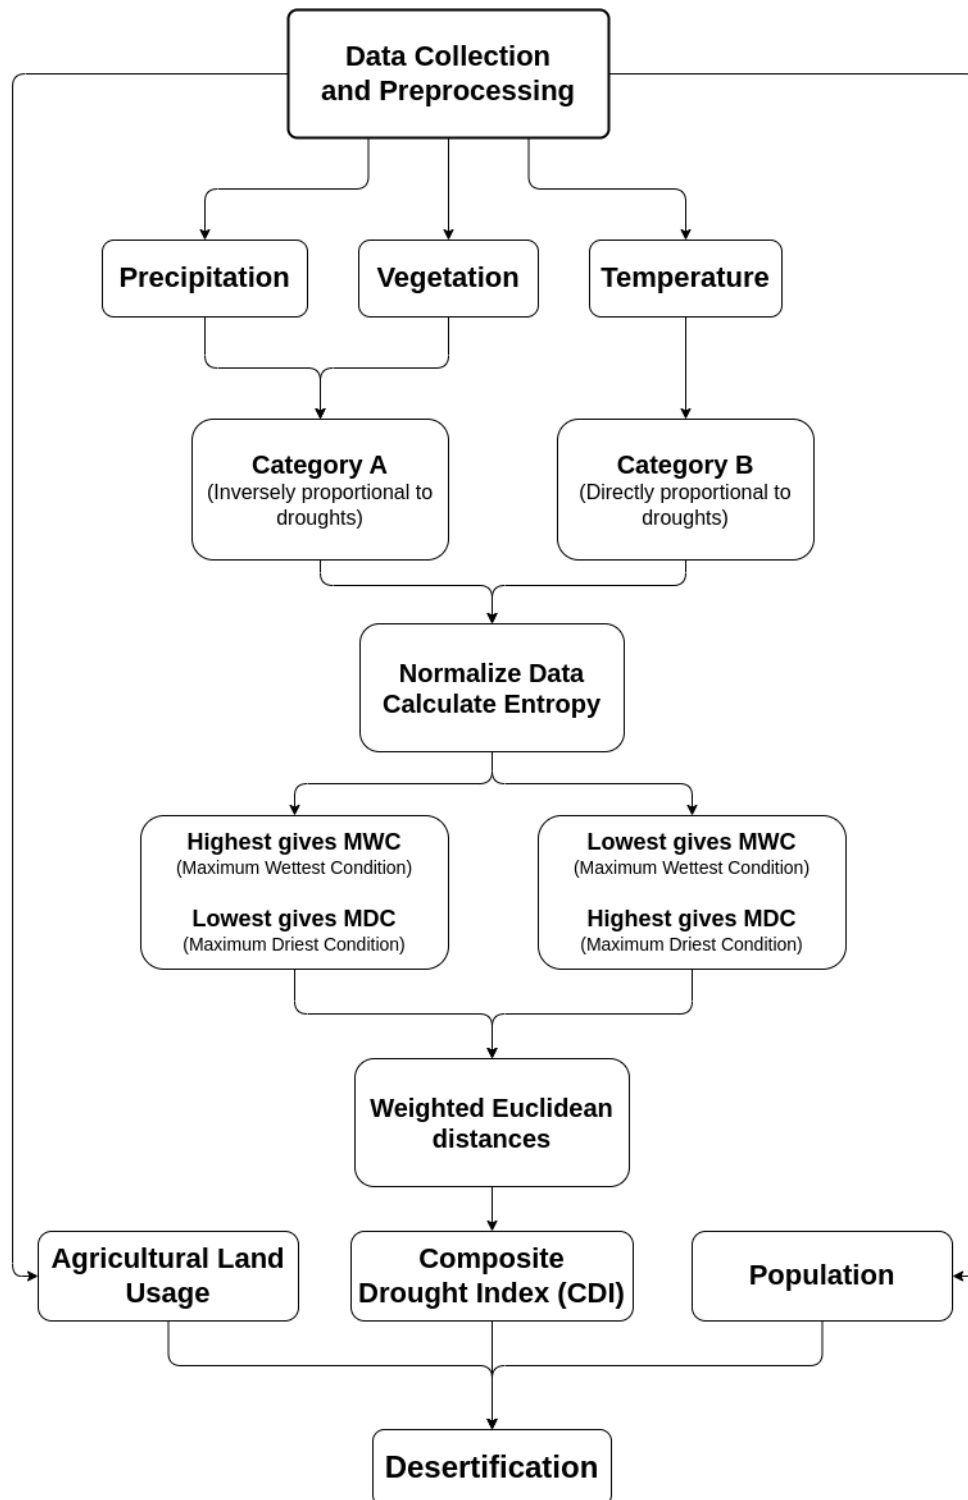 Data Collection
and Preprocessing
Precipitation
Vegetation
Temperature
Category A
(Inversely proportional to
droughts)
Category B
(Directly proportional to
droughts)
Normalize Data
Calculate Entropy
Highest gives MWC
(Maximum Wettest Condition)
Lowest gives MDC
(Maximum Driest Condition)
Lowest gives MWC
(Maximum Wettest Condition)
Highest gives MDC
(Maximum Driest Condition)
Weighted Euclidean
distances
Agricultural Land
Usage
Composite
Drought Index (CDI)
Population
Desertification